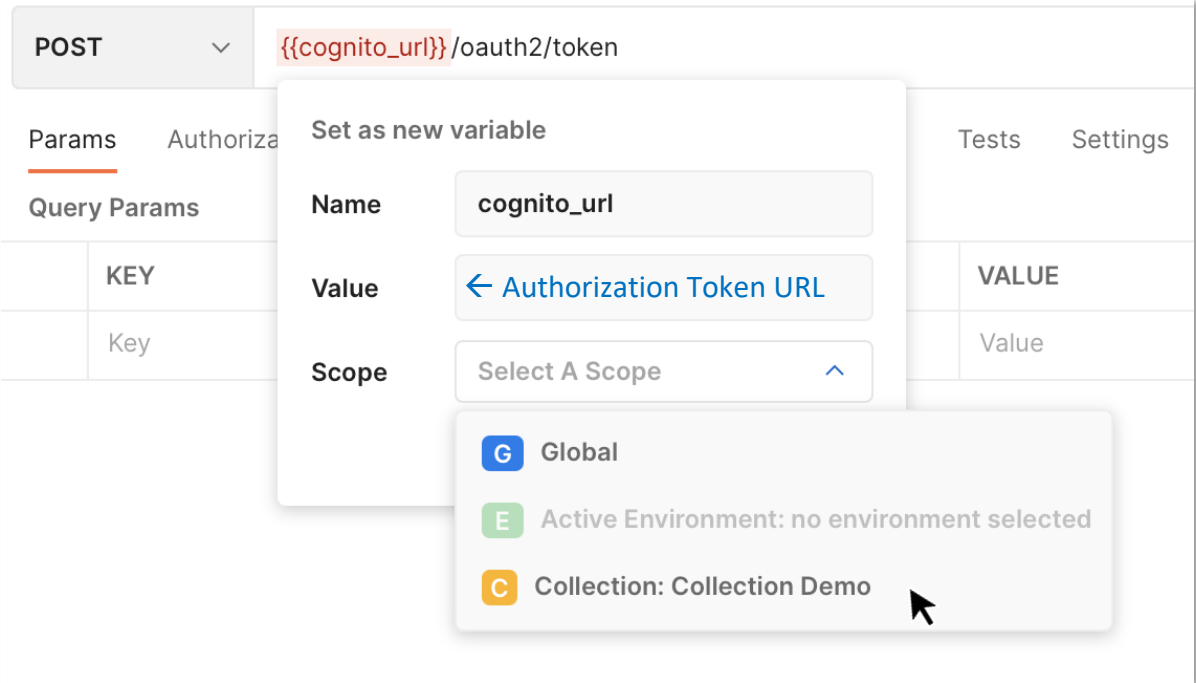 POST {{cognito_url}}/oauth2/token
Set as new variable
Params Authoriza Tests Settings
Name cognito_url
Query Params
KEY VALUE
Value ← Authorization Token URL
Key Value
Scope Select A Scope
G Global
E Active Environment: no environment selected
C Collection: Collection Demo